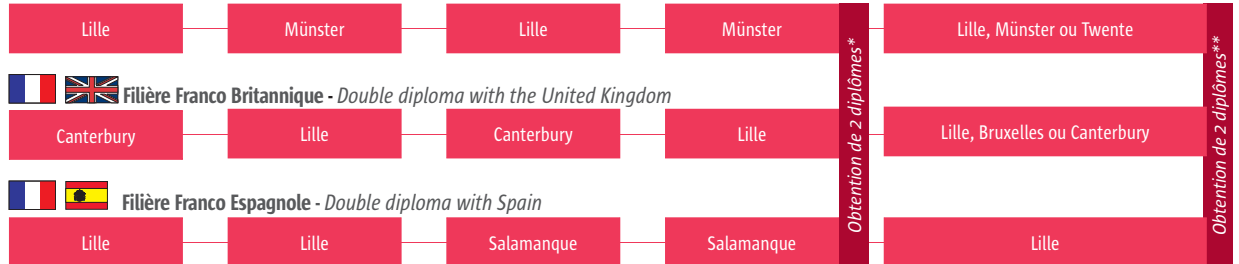 Lille Münster Lille Münster Lille, Münster ou Twente
Filière Franco Britannique - Double diploma with the United Kingdom
Canterbury Lille Canterbury Lille Lille, Bruxelles ou Canterbury
Filière Franco Espagnole - Double diploma with Spain
Lille Lille Salamanque Salamanque Lille
Obtention de 2 diplômes*
Obtention de 2 diplômes**